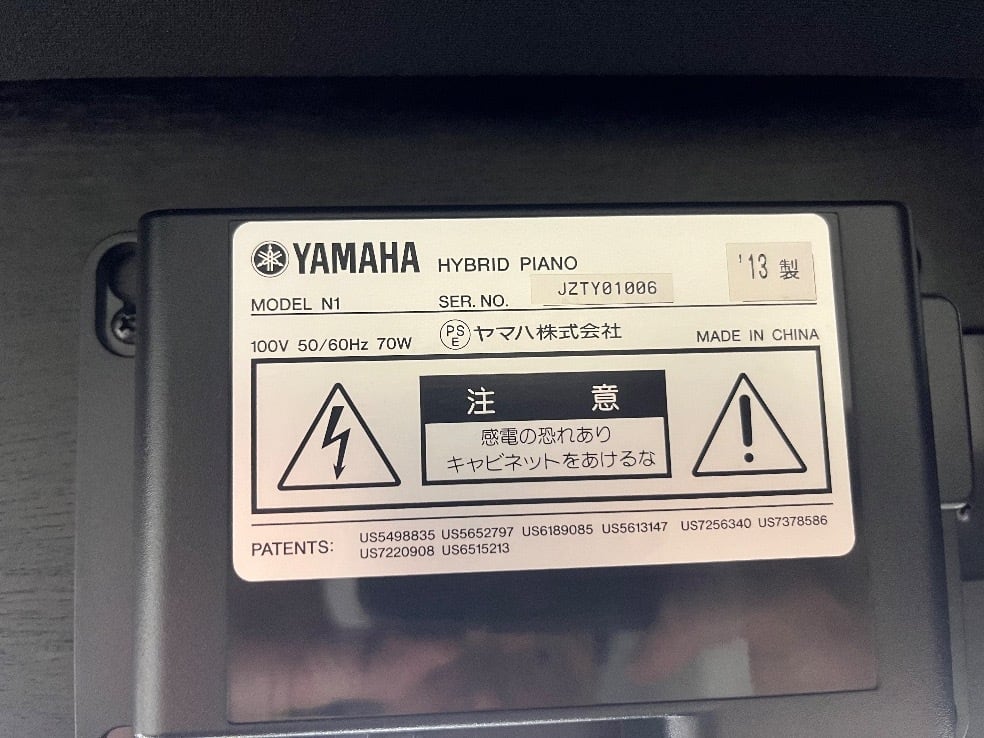 YAMAHA HYBRID PIANO
'13 製
MODEL N1 SER. NO. JZTY01006
100V 50/60Hz 70W PSE ヤマハ株式会社 MADE IN CHINA
注意
感電の恐れあり
キャビネットをあけるな
PATENTS: US5498835 US5652797 US6189085 US5613147 US7256340 US7378586
US7220908 US6515213